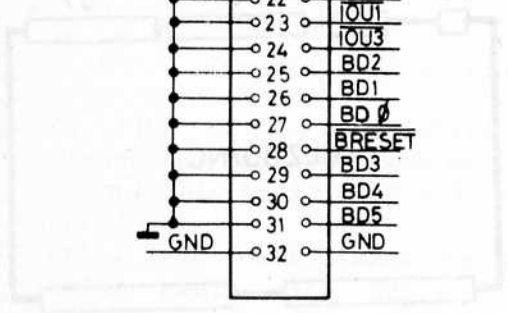 23 IOU1
24 IOU3
25 BD2
26 BD1
27 BD Ø
28 BRESET
29 BD3
30 BD4
31 BD5
GND 32 GND